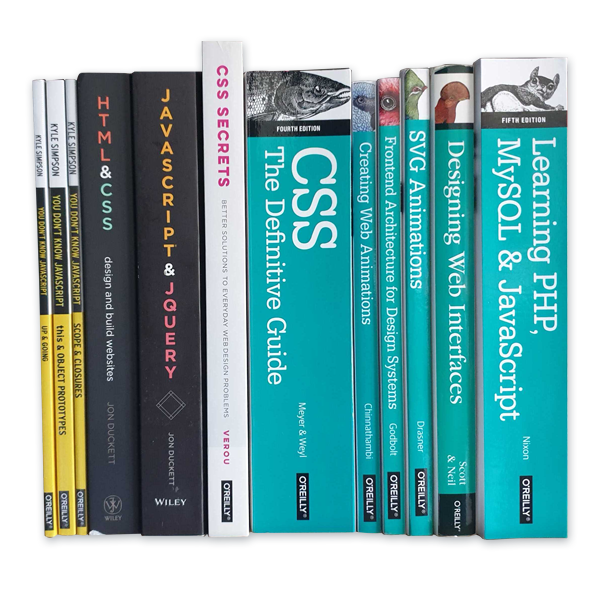 KYLE SIMPSON
YOU DON'T KNOW JAVASCRIPT
UP & GOING
O'REILLY®
KYLE SIMPSON
YOU DON'T KNOW JAVASCRIPT
this & OBJECT PROTOTYPES
O'REILLY®
KYLE SIMPSON
YOU DON'T KNOW JAVASCRIPT
SCOPE & CLOSURES
O'REILLY®
HTML & CSS
design and build websites
JON DUCKETT
WILEY
JAVASCRIPT & JQUERY
JON DUCKETT
WILEY
CSS SECRETS
BETTER SOLUTIONS TO EVERYDAY WEB DESIGN PROBLEMS
VEROU
O'REILLY®
FOURTH EDITION
CSS
The Definitive Guide
Meyer & Weyl
O'REILLY®
Creating Web Animations
Chinnathambi
O'REILLY®
Frontend Architecture for Design Systems
Godbolt
O'REILLY®
SVG Animations
Drasner
O'REILLY®
Designing Web Interfaces
Scott
& Neil
O'REILLY®
FIFTH EDITION
Learning PHP,
MySQL & JavaScript
Nixon
O'REILLY®